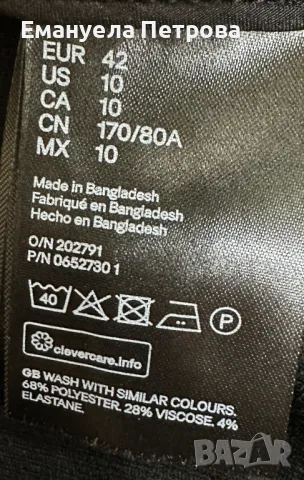 Емануела Петрова
EUR 42
US 10
CA 10
CN 170/80A
MX 10
Made in Bangladesh
Fabriqué en Bangladesh
Hecho en Bangladesh
O/N 202791
P/N 0652730 1
40 P
clevercare.info
GB WASH WITH SIMILAR COLOURS.
68% POLYESTER. 28% VISCOSE. 4%
ELASTANE.
BAZAR
bg